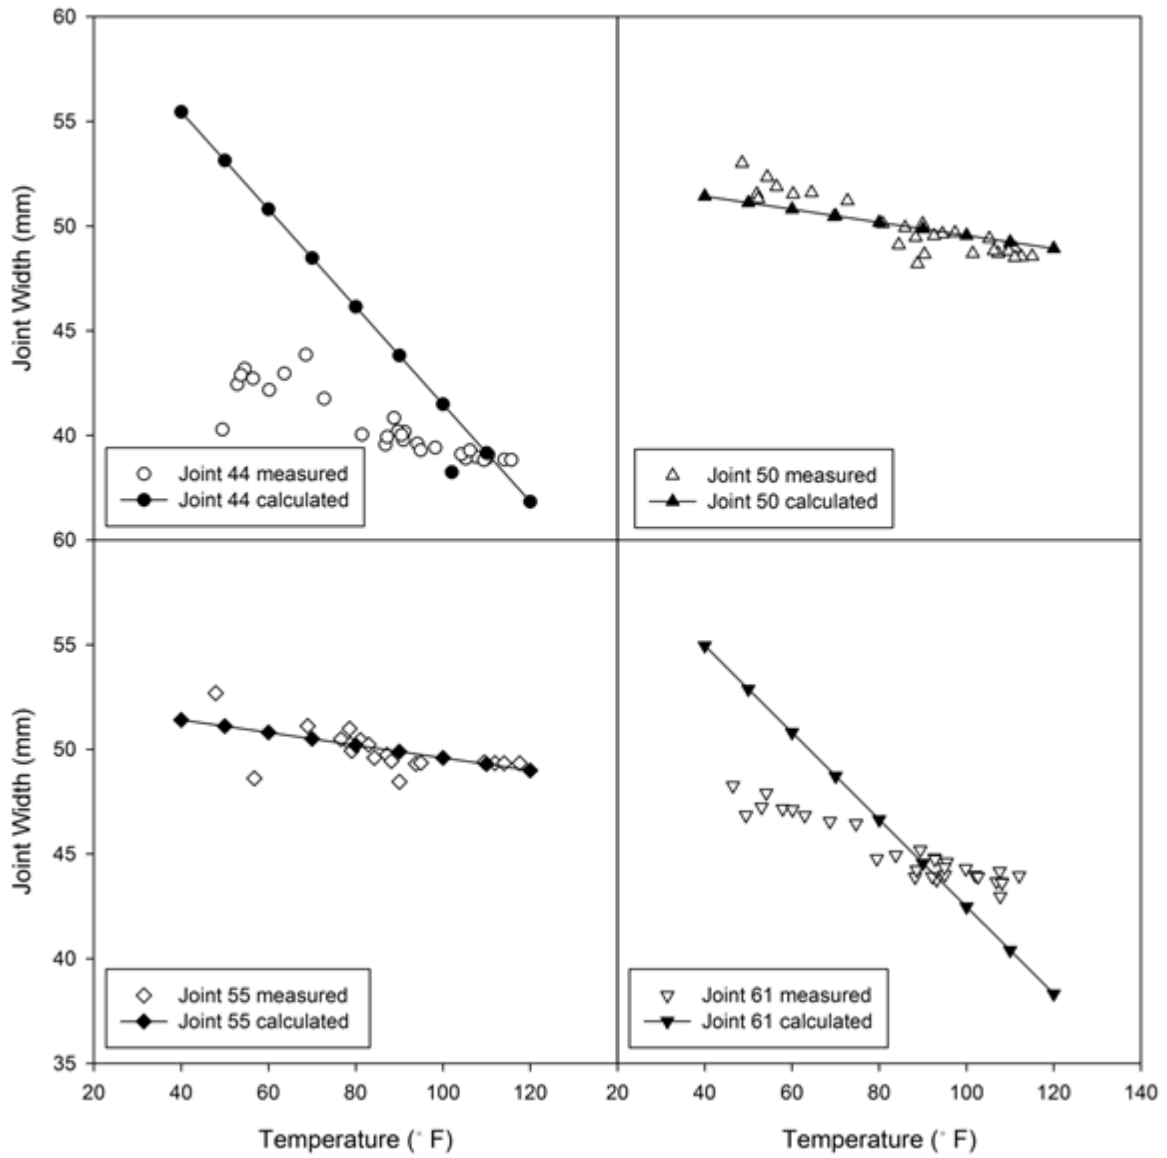 60
55
50
45
40
Joint Width (mm)
Joint 44 measured
Joint 44 calculated
Joint 50 measured
Joint 50 calculated
60
55
50
45
40
35
Joint Width (mm)
Joint 55 measured
Joint 55 calculated
Joint 61 measured
Joint 61 calculated
20 40 60 80 100 120 20 40 60 80 100 120 140
Temperature (° F) Temperature (° F)